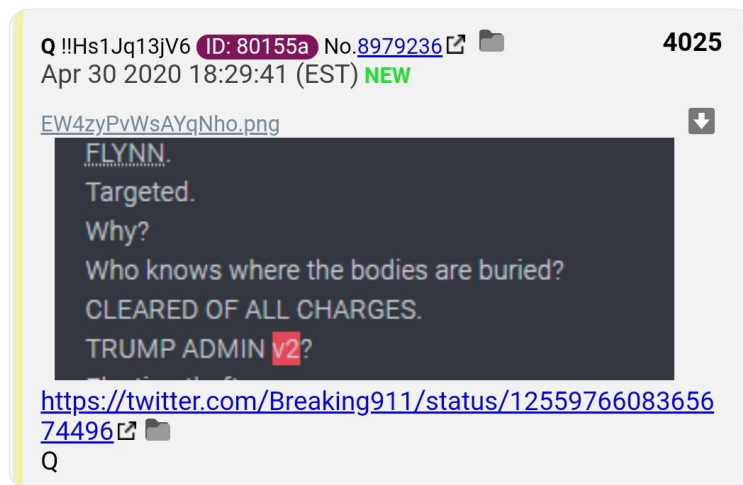 Q !!Hs1Jq13jV6 ID: 80155a No.8979236 4025
Apr 30 2020 18:29:41 (EST) NEW
EW4zyPvWsAYqNho.png
FLYNN.
Targeted.
Why?
Who knows where the bodies are buried?
CLEARED OF ALL CHARGES.
TRUMP ADMIN v2?
https://twitter.com/Breaking911/status/12559766083656
74496
Q